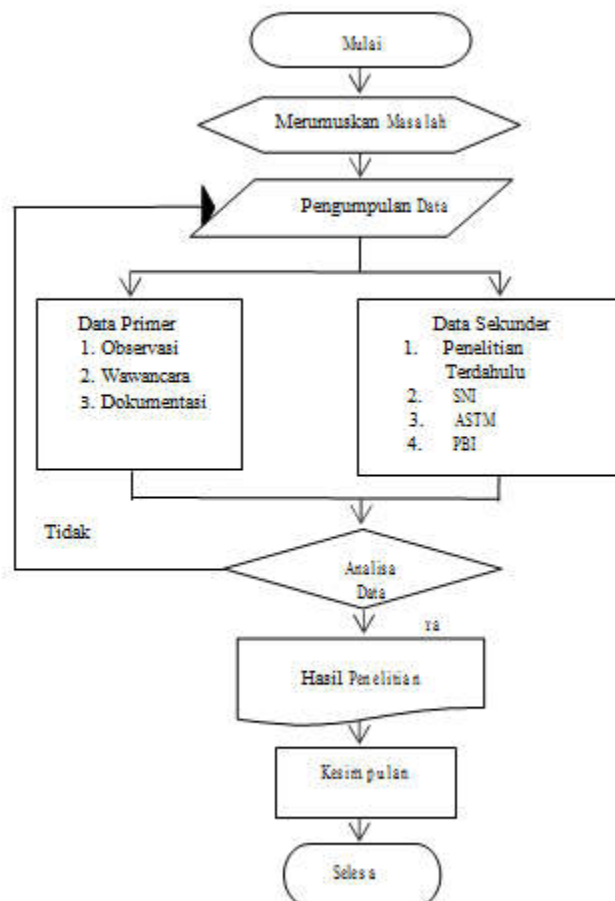 Mulai
Merumuskan Masalah
Pengumpulan Data
Data Primer
1. Observasi
2. Wawancara
3. Dokumentasi
Data Sekunder
1. Penelitian
Terdahulu
2. SNI
3. ASTM
4. PBI
Tidak
Analisa
Data
Ya
Hasil Penelitian
Kesimpulan
Selesa